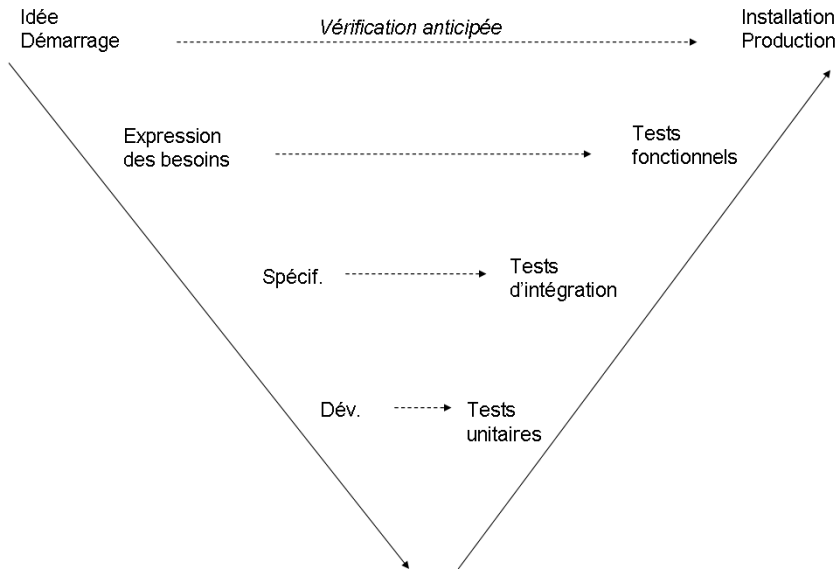 Idée
Démarrage
Vérification anticipée
Installation
Production
Expression
des besoins
Tests
fonctionnels
Spécif.
Tests
d'intégration
Dév.
Tests
unitaires